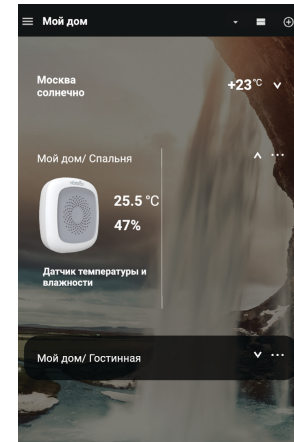 Мой дом
Москва
солнечно
+23°C
Мой дом/ Спальня
25.5 °C
47%
Датчик температуры и
влажности
Мой дом/ Гостинная